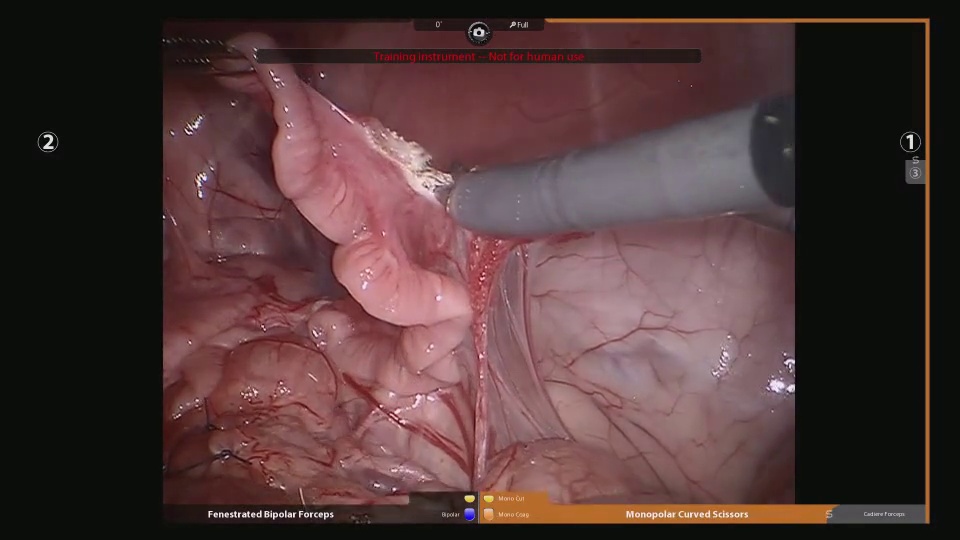 0°
Full
Training instrument -- Not for human use
2
1
S
3
Mono Cut
Fenestrated Bipolar Forceps
Bipolar
Mono Coag
Monopolar Curved Scissors
S
Cadiere Forceps